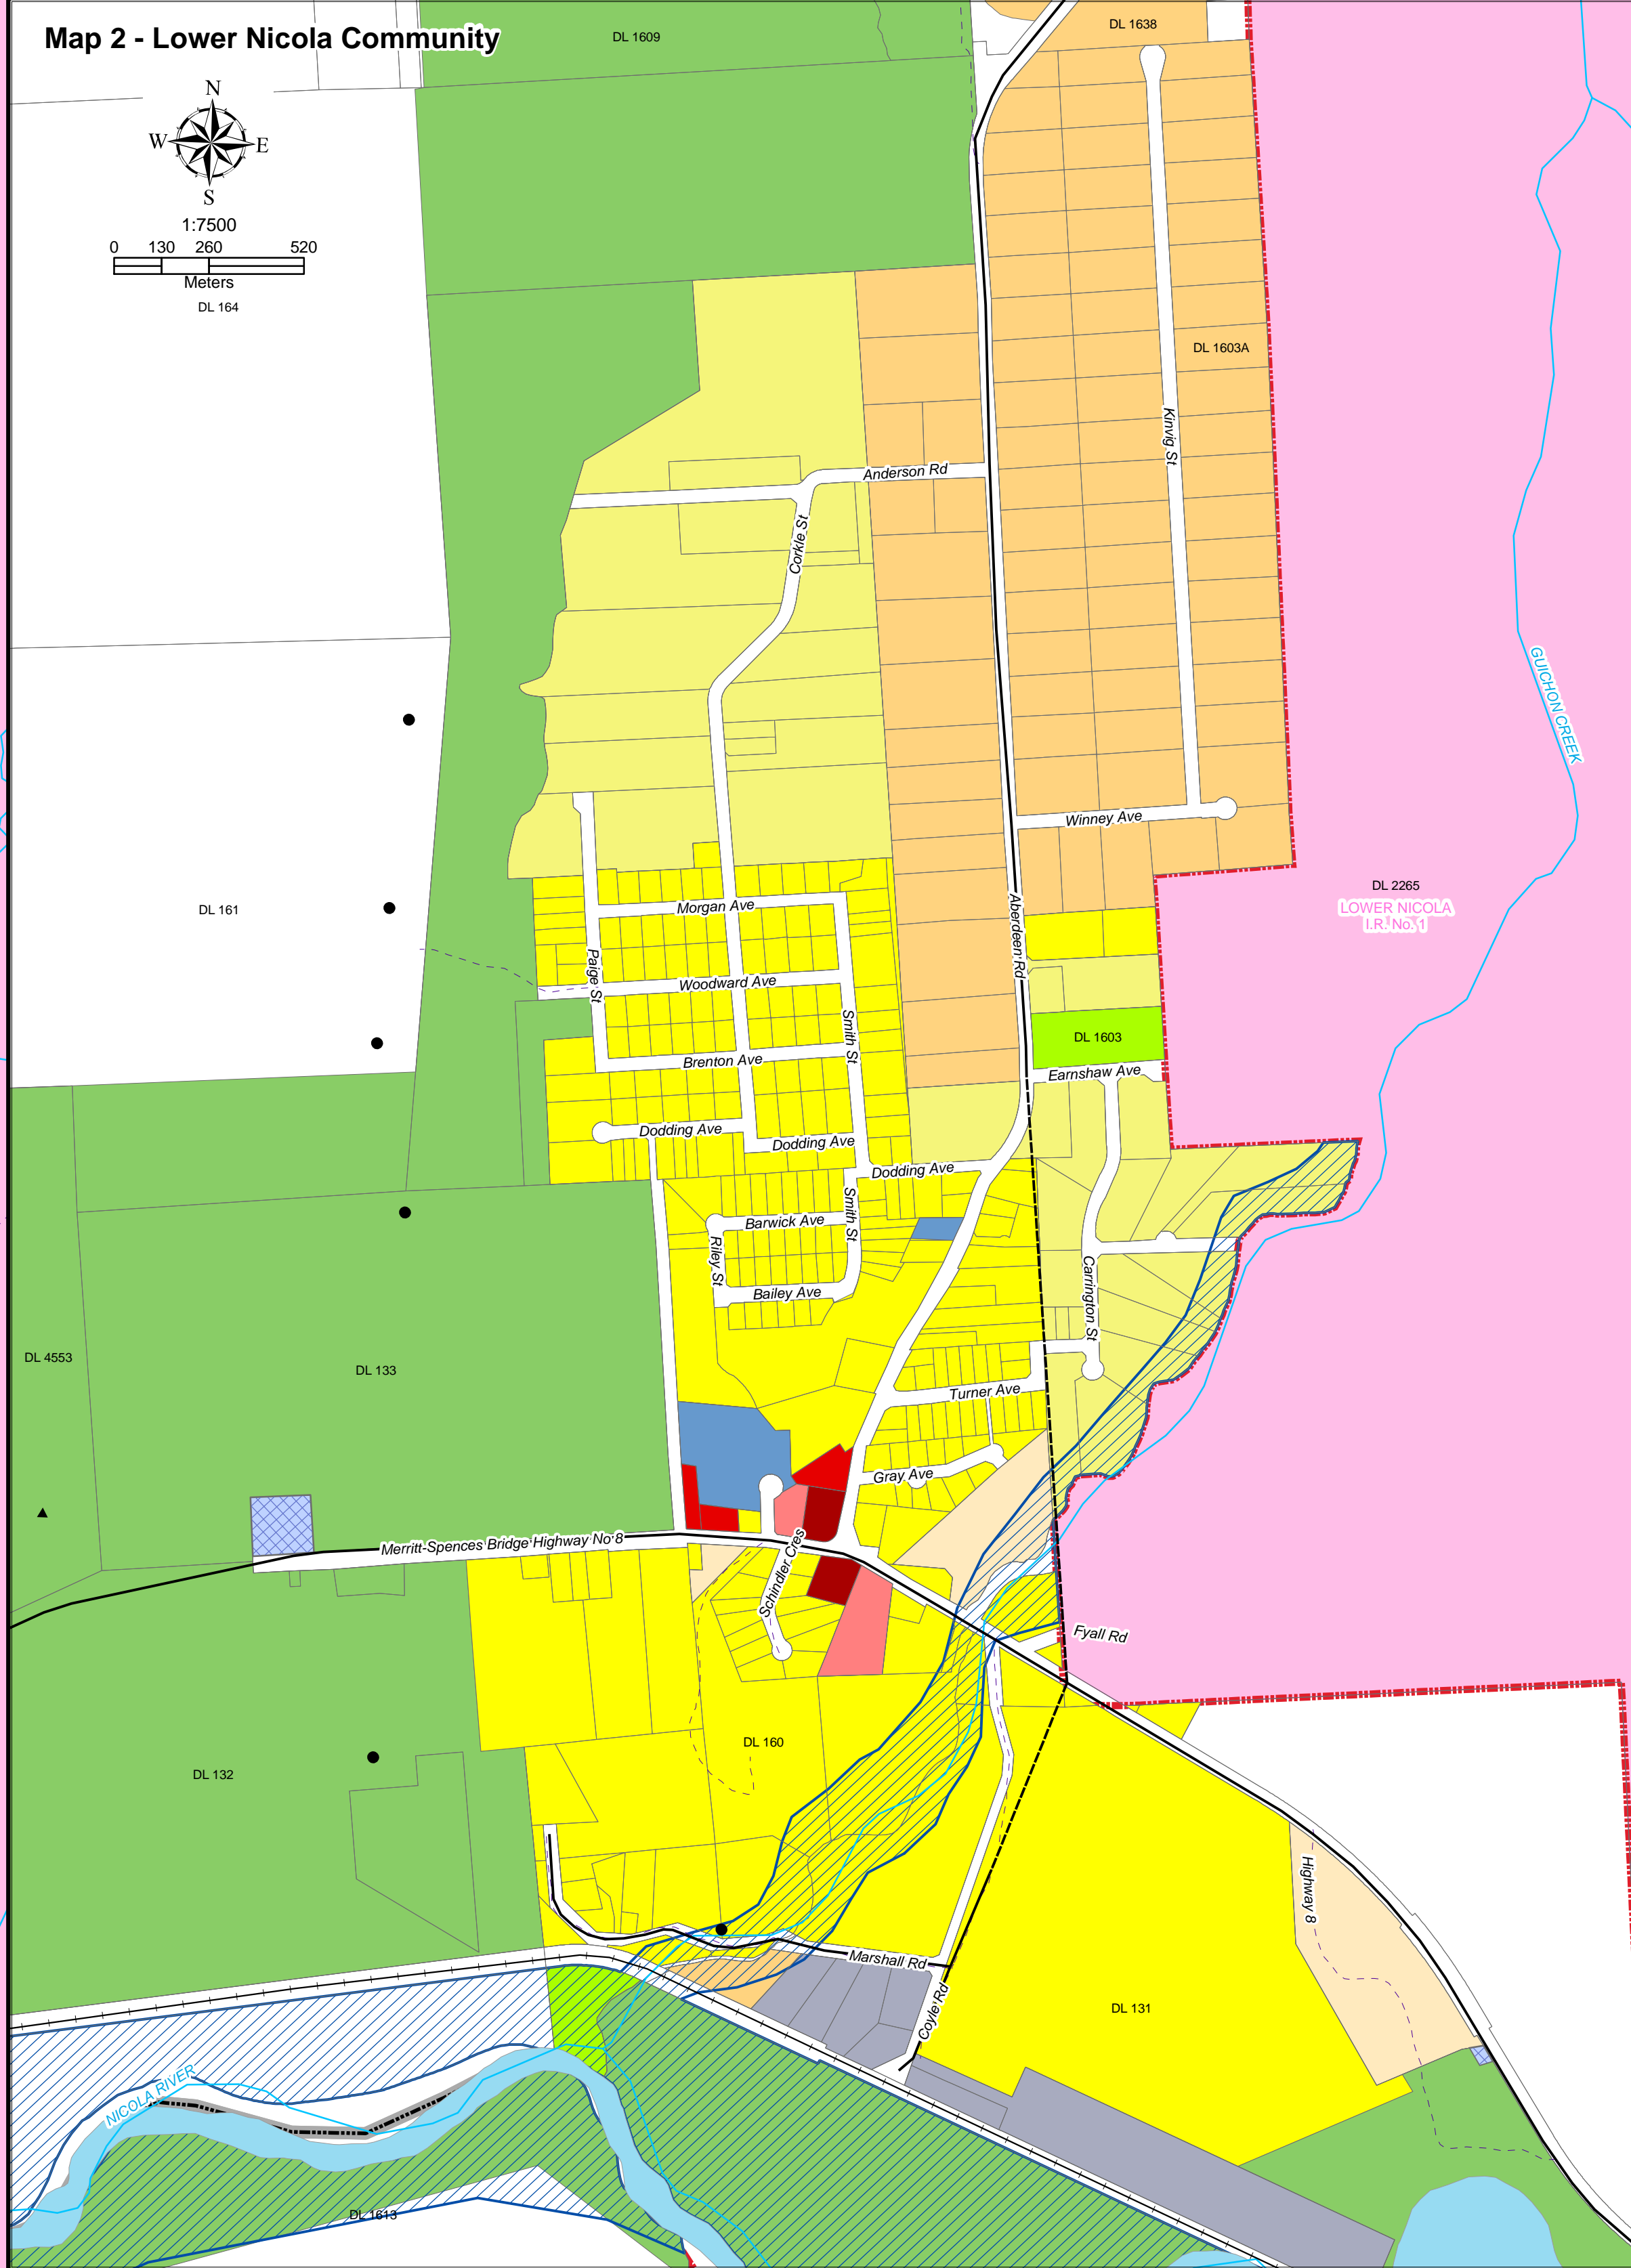 Map 2 - Lower Nicola Community
DL 1638
DL 1609
N
W E
S
1:7500
0 130 260 520
Meters
DL 164
DL 1603A
Kinvig St
Anderson Rd
Corkle St
GUICHON CREEK
Winney Ave
DL 2265
LOWER NICOLA
I.R. No. 1
DL 161
Morgan Ave
Aberdeen Rd
Paige St
Woodward Ave
Smith St
DL 1603
Brenton Ave
Earnshaw Ave
Dodding Ave
Dodding Ave
Dodding Ave
Barwick Ave
Smith St
Riley St
Bailey Ave
Carrington St
DL 4553
DL 133
Turner Ave
Gray Ave
Merritt-Spences Bridge Highway No 8
Schindler Cres
Fyall Rd
DL 160
DL 132
Highway 8
Marshall Rd
Coyle Rd
DL 131
NICOLA RIVER
DL 1613